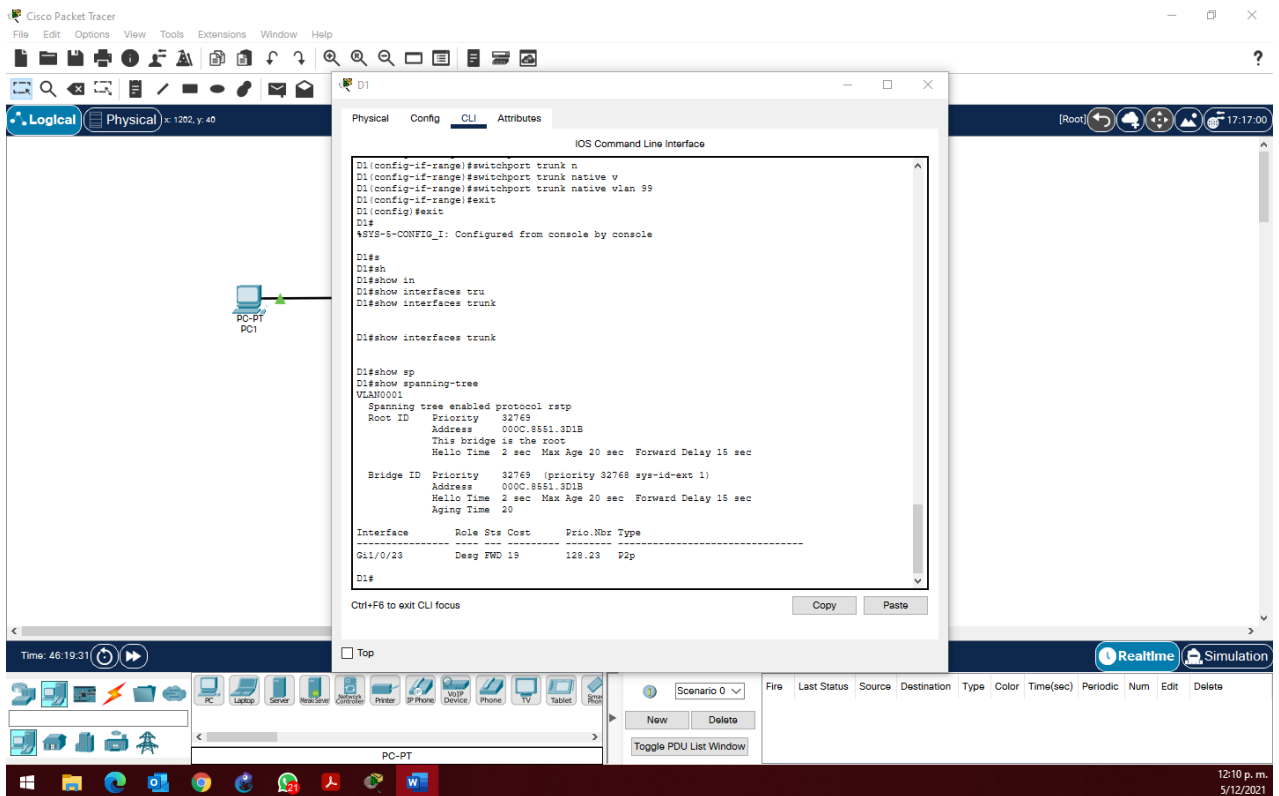 Cisco Packet Tracer
File Edit Options View Tools Extensions Window Help
?
Logical Physical x: 1202, y: 40 [Root] 17:17:00
PC-PT
PC1
D1
Physical Config CLI Attributes
IOS Command Line Interface
D1(config-if-range)#switchport trunk n
D1(config-if-range)#switchport trunk native v
D1(config-if-range)#switchport trunk native vlan 99
D1(config-if-range)#exit
D1(config)#exit
D1#
%SYS-5-CONFIG_I: Configured from console by console
D1#s
D1#sh
D1#show in
D1#show interfaces tru
D1#show interfaces trunk
D1#show interfaces trunk
D1#show sp
D1#show spanning-tree
VLAN0001
Spanning tree enabled protocol rstp
Root ID Priority 32769
Address 000C.8551.3D1B
This bridge is the root
Hello Time 2 sec Max Age 20 sec Forward Delay 15 sec
Bridge ID Priority 32769 (priority 32768 sys-id-ext 1)
Address 000C.8551.3D1B
Hello Time 2 sec Max Age 20 sec Forward Delay 15 sec
Aging Time 20
Interface Role Sts Cost Prio.Nbr Type
---------------- ---- --- --------- -------- --------------------------------
Gi1/0/23 Desg FWD 19 128.23 P2p
D1#
Ctrl+F6 to exit CLI focus Copy Paste
Top
Time: 46:19:31 Realtime Simulation
PC Laptop Server Meraki Server Network Controller Printer IP Phone VoIP Device Phone TV Tablet
PC-PT
Scenario 0
New Delete
Toggle PDU List Window
Fire Last Status Source Destination Type Color Time(sec) Periodic Num Edit Delete
12:10 p. m.
5/12/2021